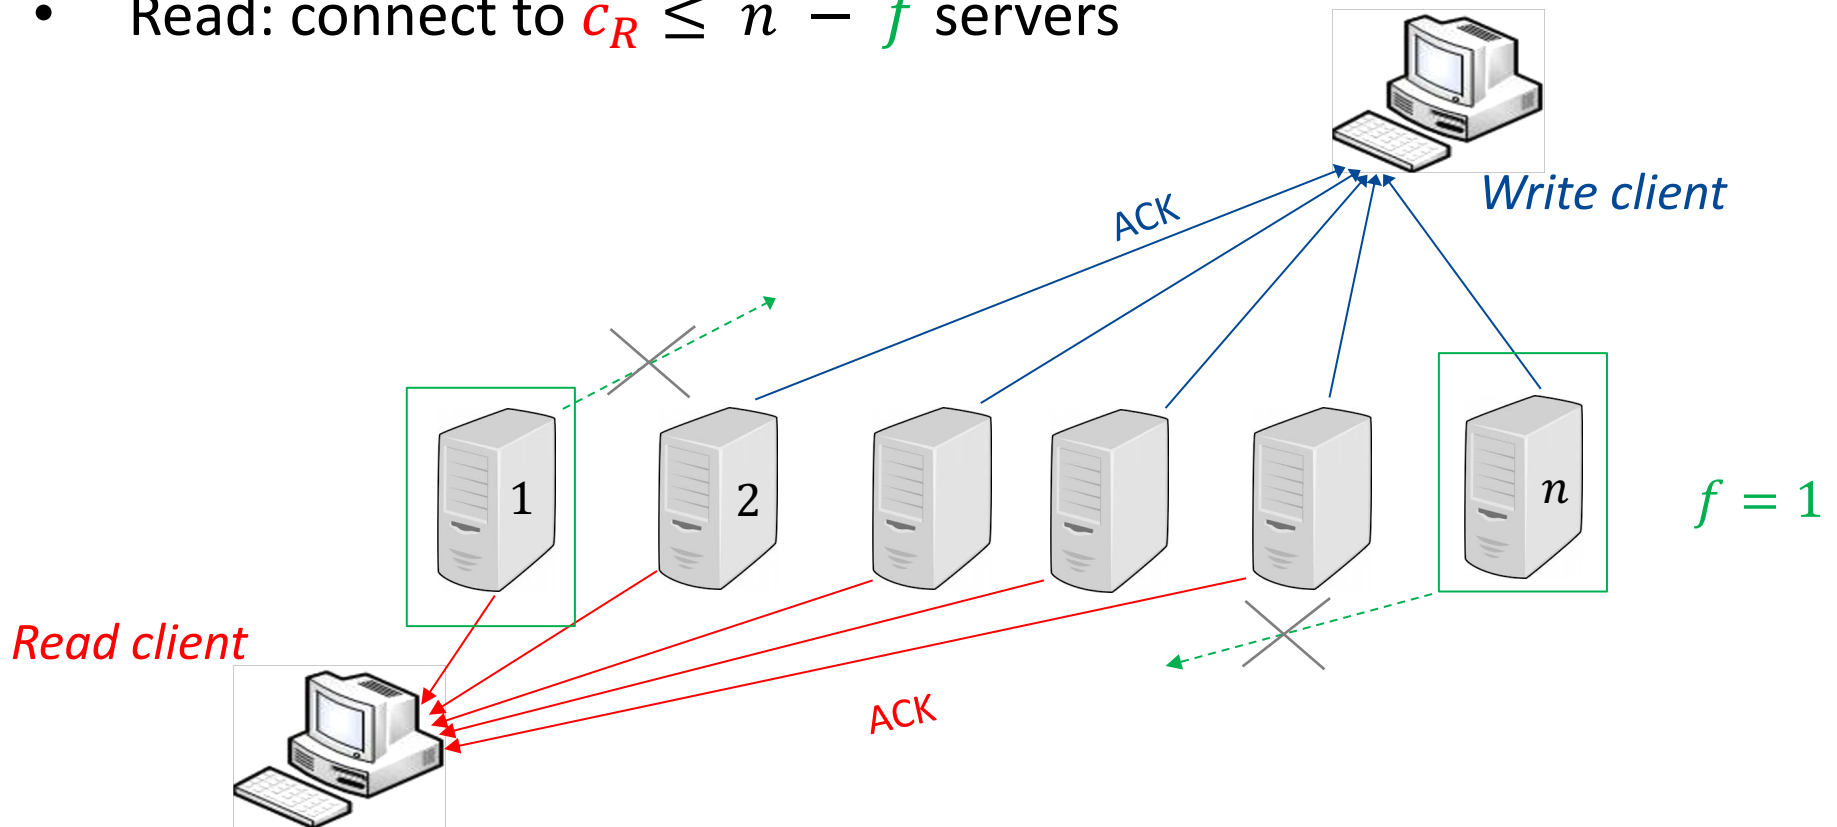 • Read: connect to c_R ≤ n − f servers
Write client
ACK
1
2
n
f = 1
Read client
ACK